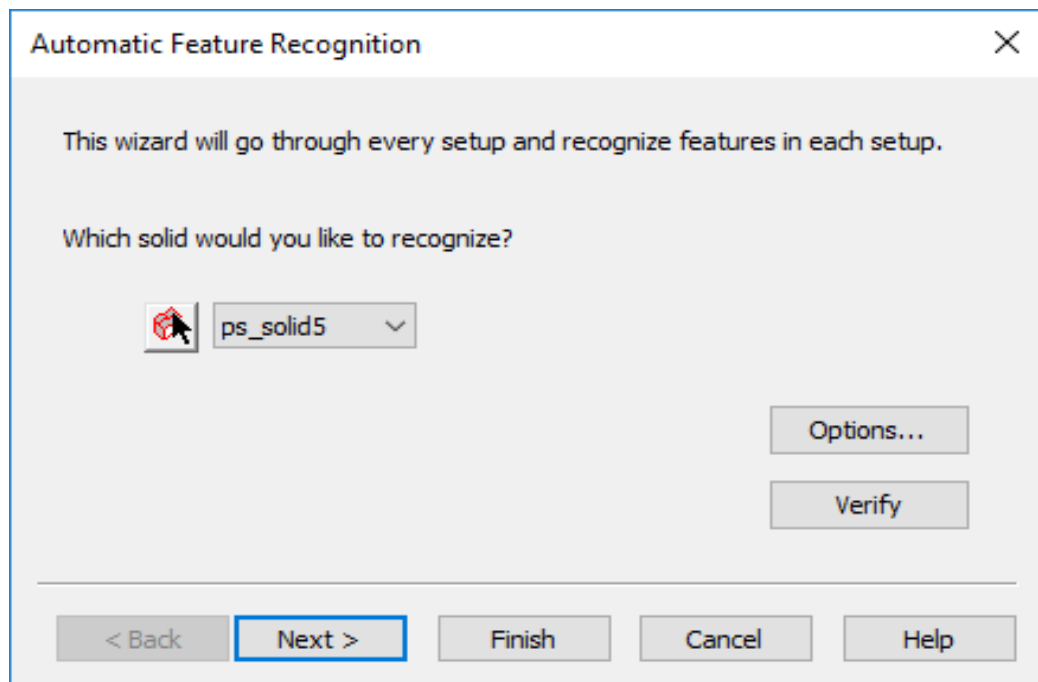 Automatic Feature Recognition
This wizard will go through every setup and recognize features in each setup.
Which solid would you like to recognize?
ps_solid5
Options...
Verify
< Back Next > Finish Cancel Help